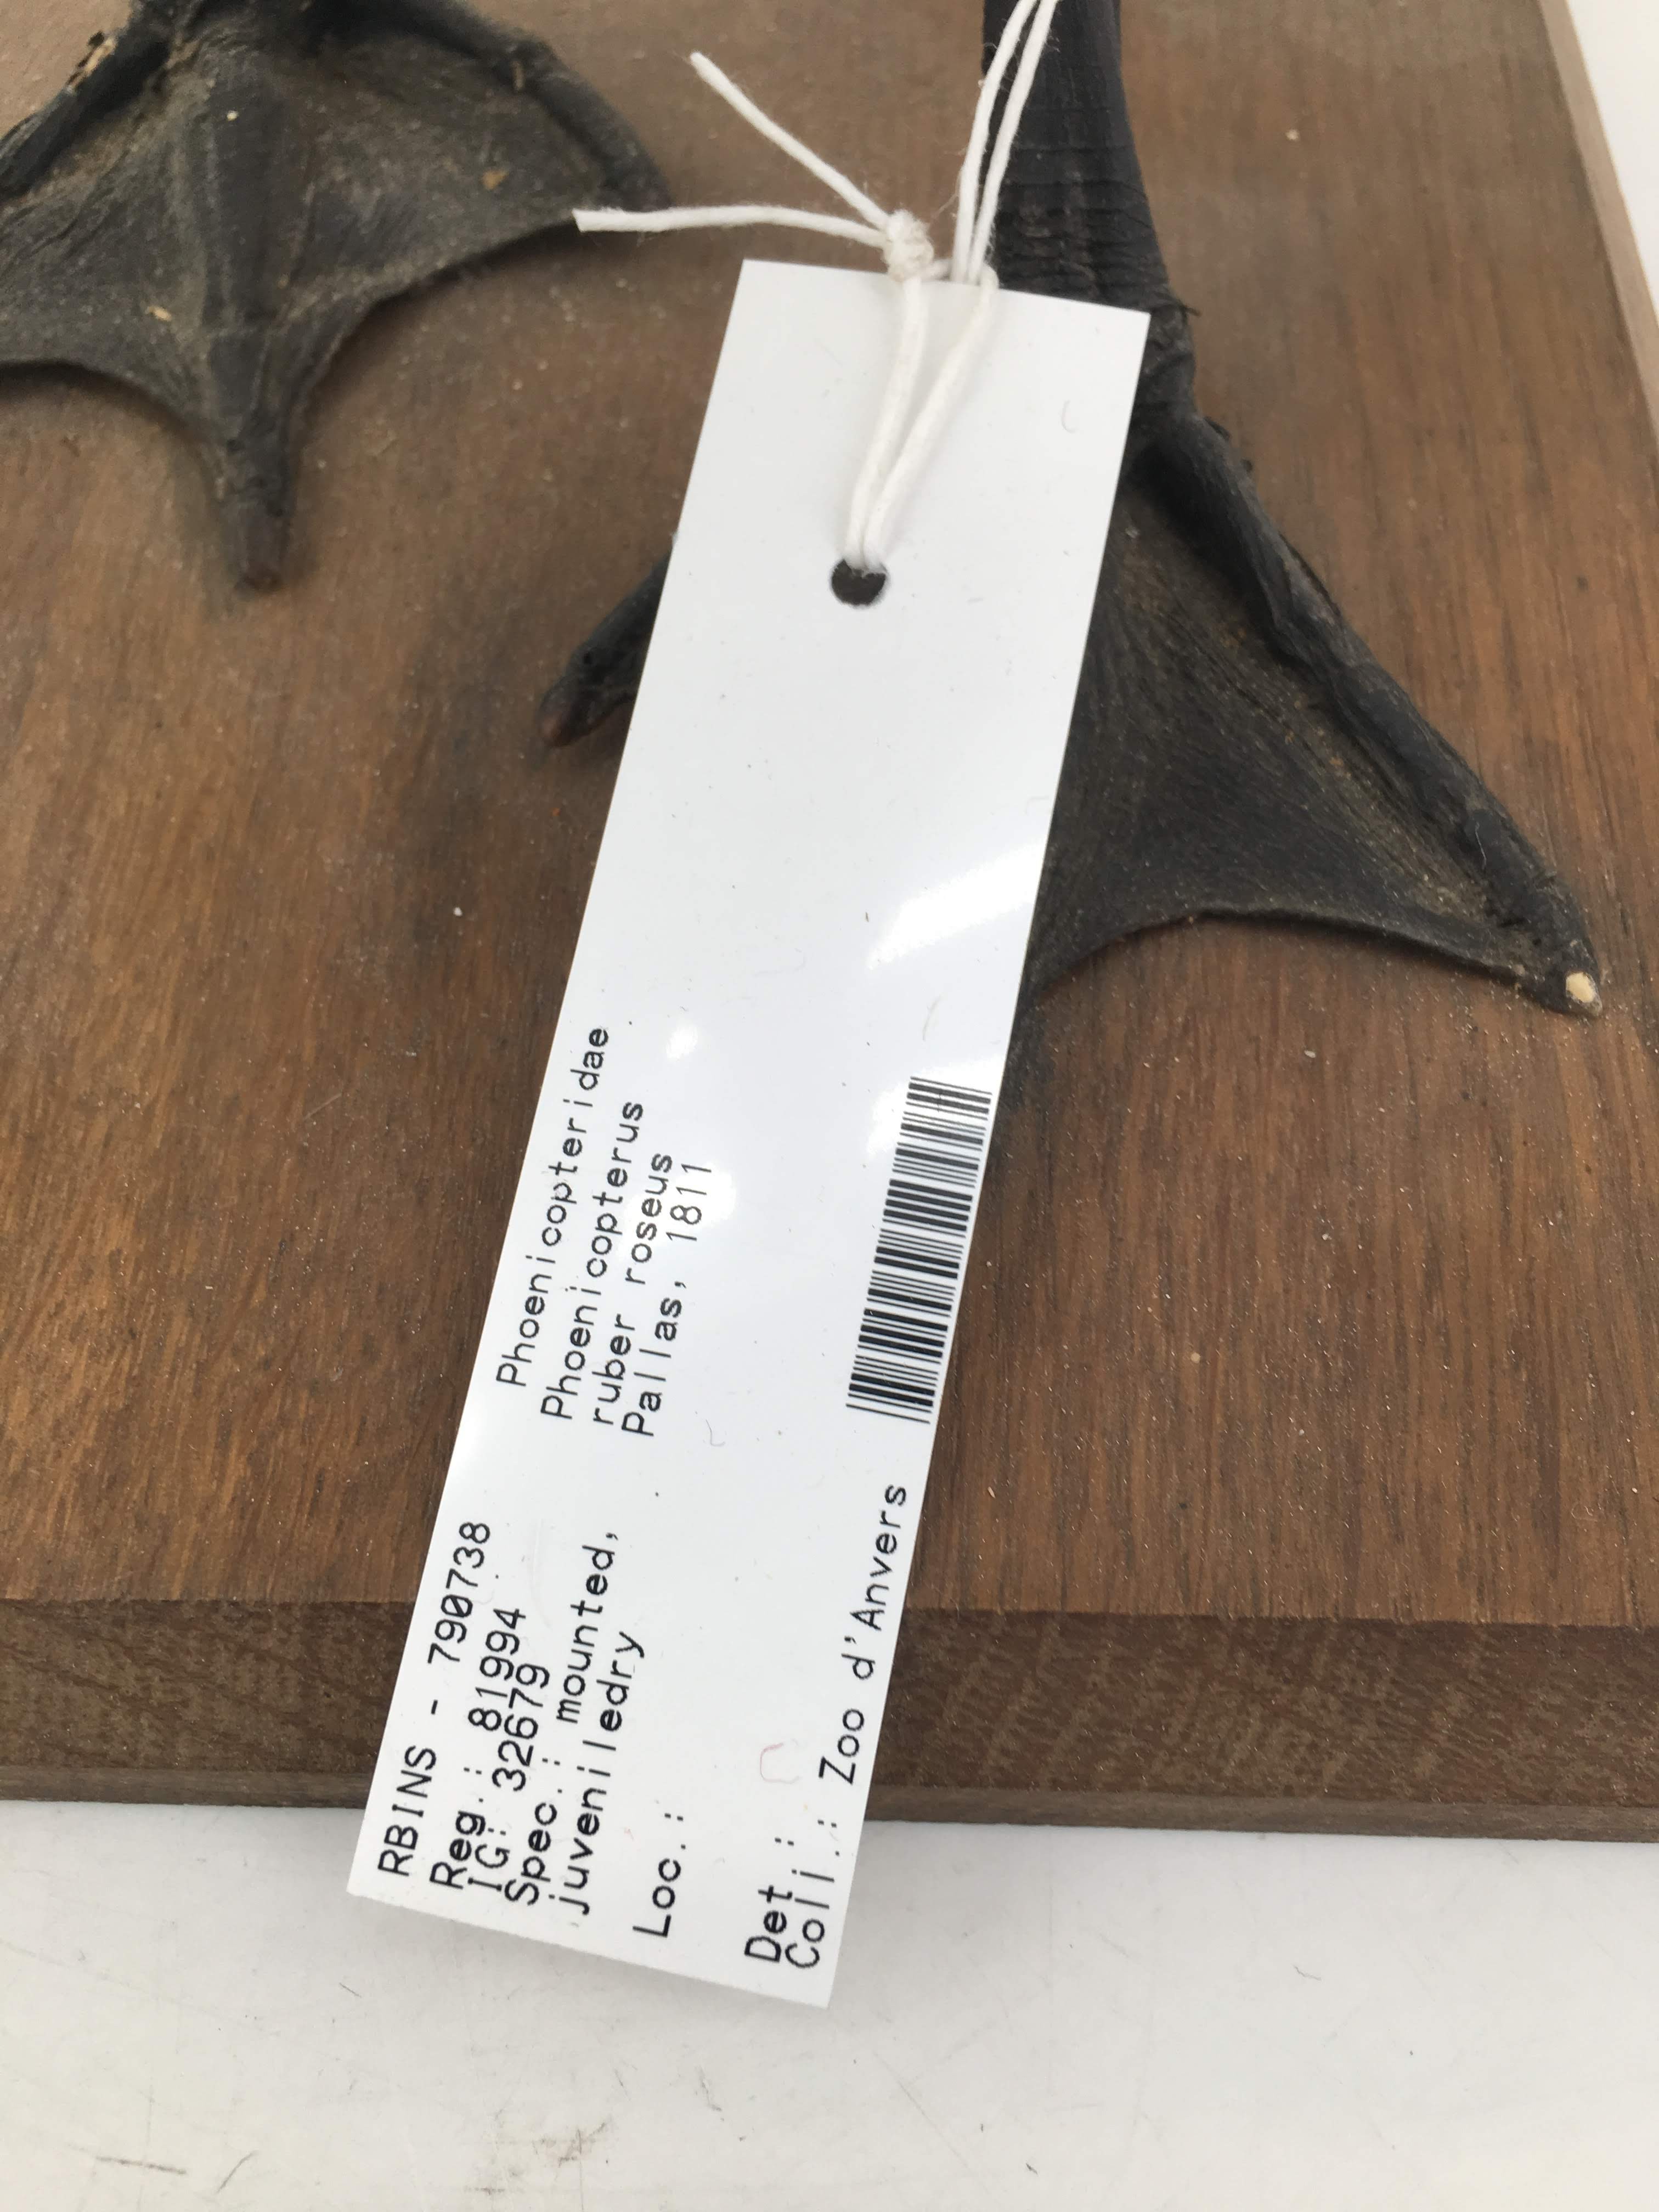 RBINS - 790738
Reg.: 81994
IG: 32679
Spec.: mounted,
juveniledry
Phoenicopteridae
Phoenicopterus
ruber roseus
Pallas, 1811
Loc.:
Det.:
Coll.: Zoo d'Anvers